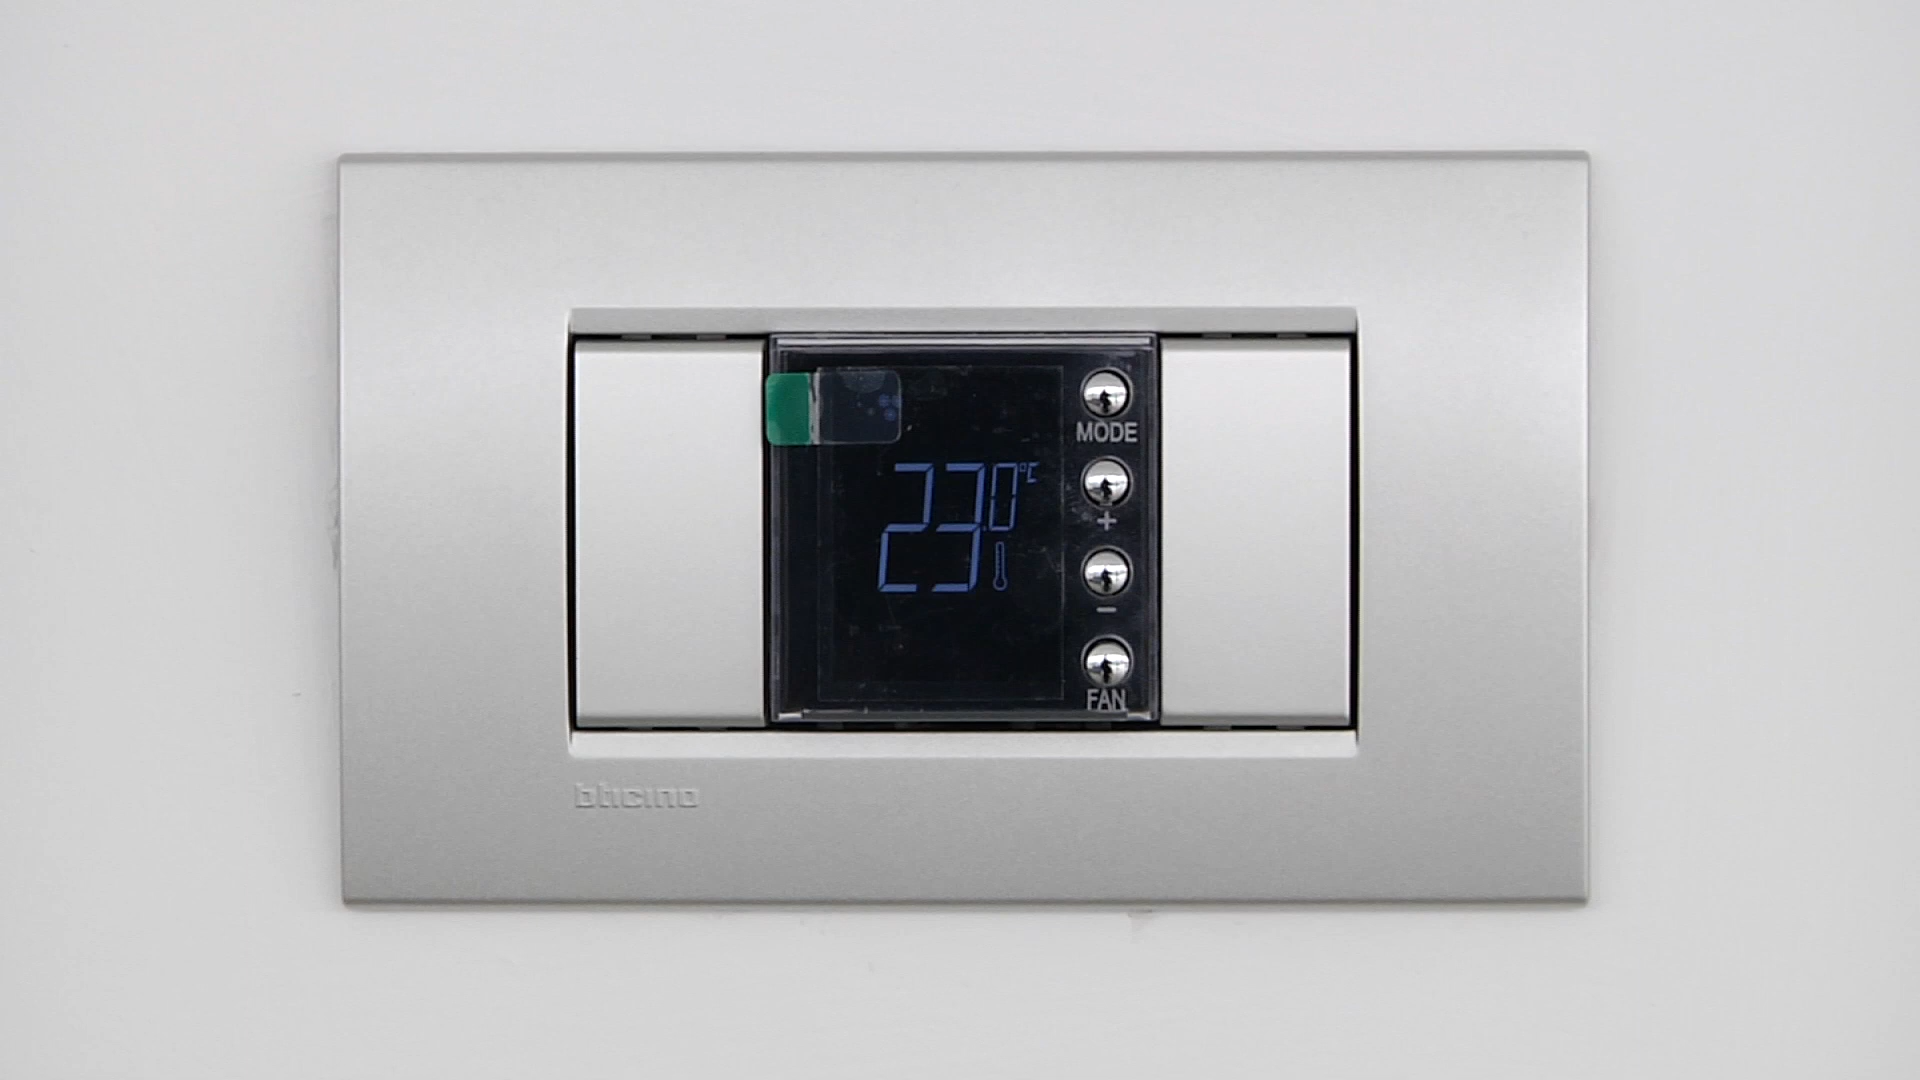 MODE
23.0°C
+
−
FAN
bticino